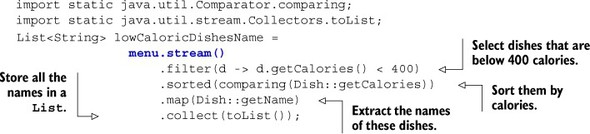 import static java.util.Comparator.comparing;
import static java.util.stream.Collectors.toList;
List<String> lowCaloricDishesName =
menu.stream()
.filter(d -> d.getCalories() < 400)
.sorted(comparing(Dish::getCalories))
.map(Dish::getName)
.collect(toList());
Select dishes that are
below 400 calories.
Sort them by
calories.
Extract the names
of these dishes.
Store all the
names in a
List.